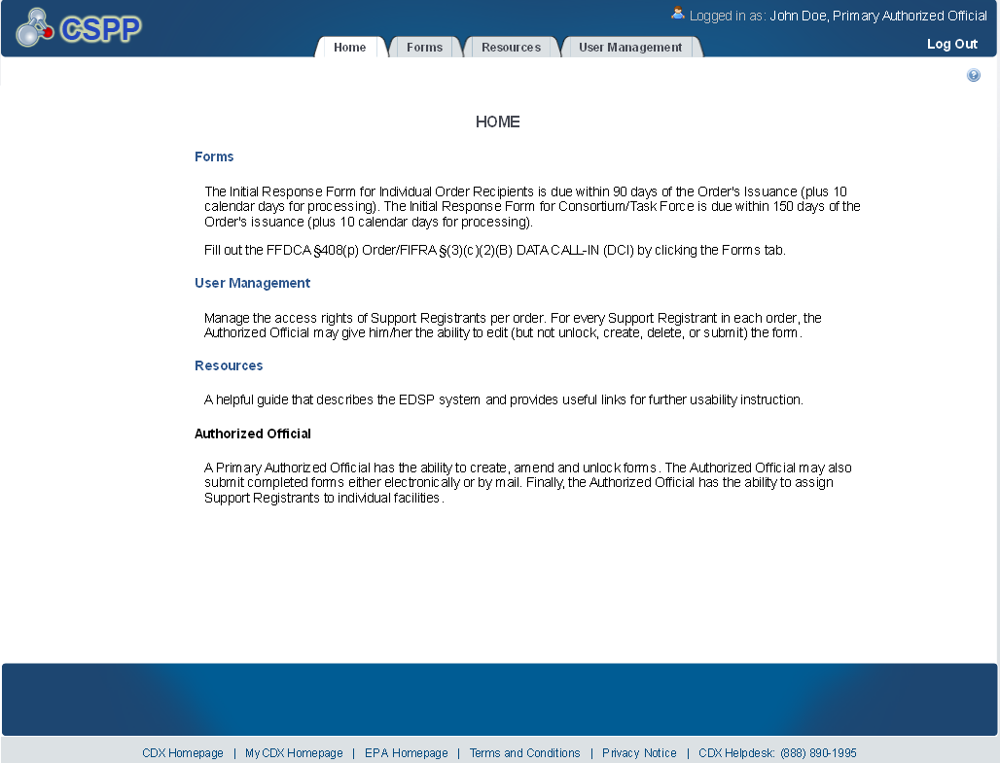 CSPP
Logged in as: John Doe, Primary Authorized Official
Log Out
Home
Forms
Resources
User Management
?
HOME
Forms
The Initial Response Form for Individual Order Recipients is due within 90 days of the Order's Issuance (plus 10
calendar days for processing). The Initial Response Form for Consortium/Task Force is due within 150 days of the
Order's issuance (plus 10 calendar days for processing).
Fill out the FFDCA §408(p) Order/FIFRA §(3)(c)(2)(B) DATA CALL-IN (DCI) by clicking the Forms tab.
User Management
Manage the access rights of Support Registrants per order. For every Support Registrant in each order, the
Authorized Official may give him/her the ability to edit (but not unlock, create, delete, or submit) the form.
Resources
A helpful guide that describes the EDSP system and provides useful links for further usability instruction.
Authorized Official
A Primary Authorized Official has the ability to create, amend and unlock forms. The Authorized Official may also
submit completed forms either electronically or by mail. Finally, the Authorized Official has the ability to assign
Support Registrants to individual facilities.
CDX Homepage | MyCDX Homepage | EPA Homepage | Terms and Conditions | Privacy Notice | CDX Helpdesk: (888) 890-1995